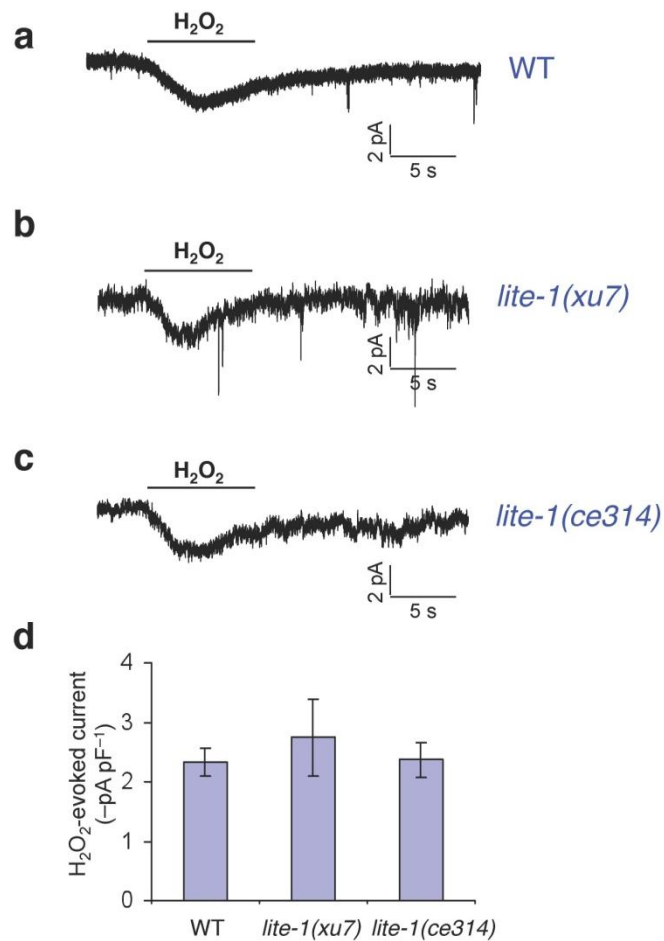 a
H₂O₂
WT
2 pA
5 s
b
H₂O₂
lite-1(xu7)
2 pA
5 s
c
H₂O₂
lite-1(ce314)
2 pA
5 s
d
H₂O₂-evoked current
(–pA pF⁻¹)
4
3
2
1
0
WT
lite-1(xu7)
lite-1(ce314)